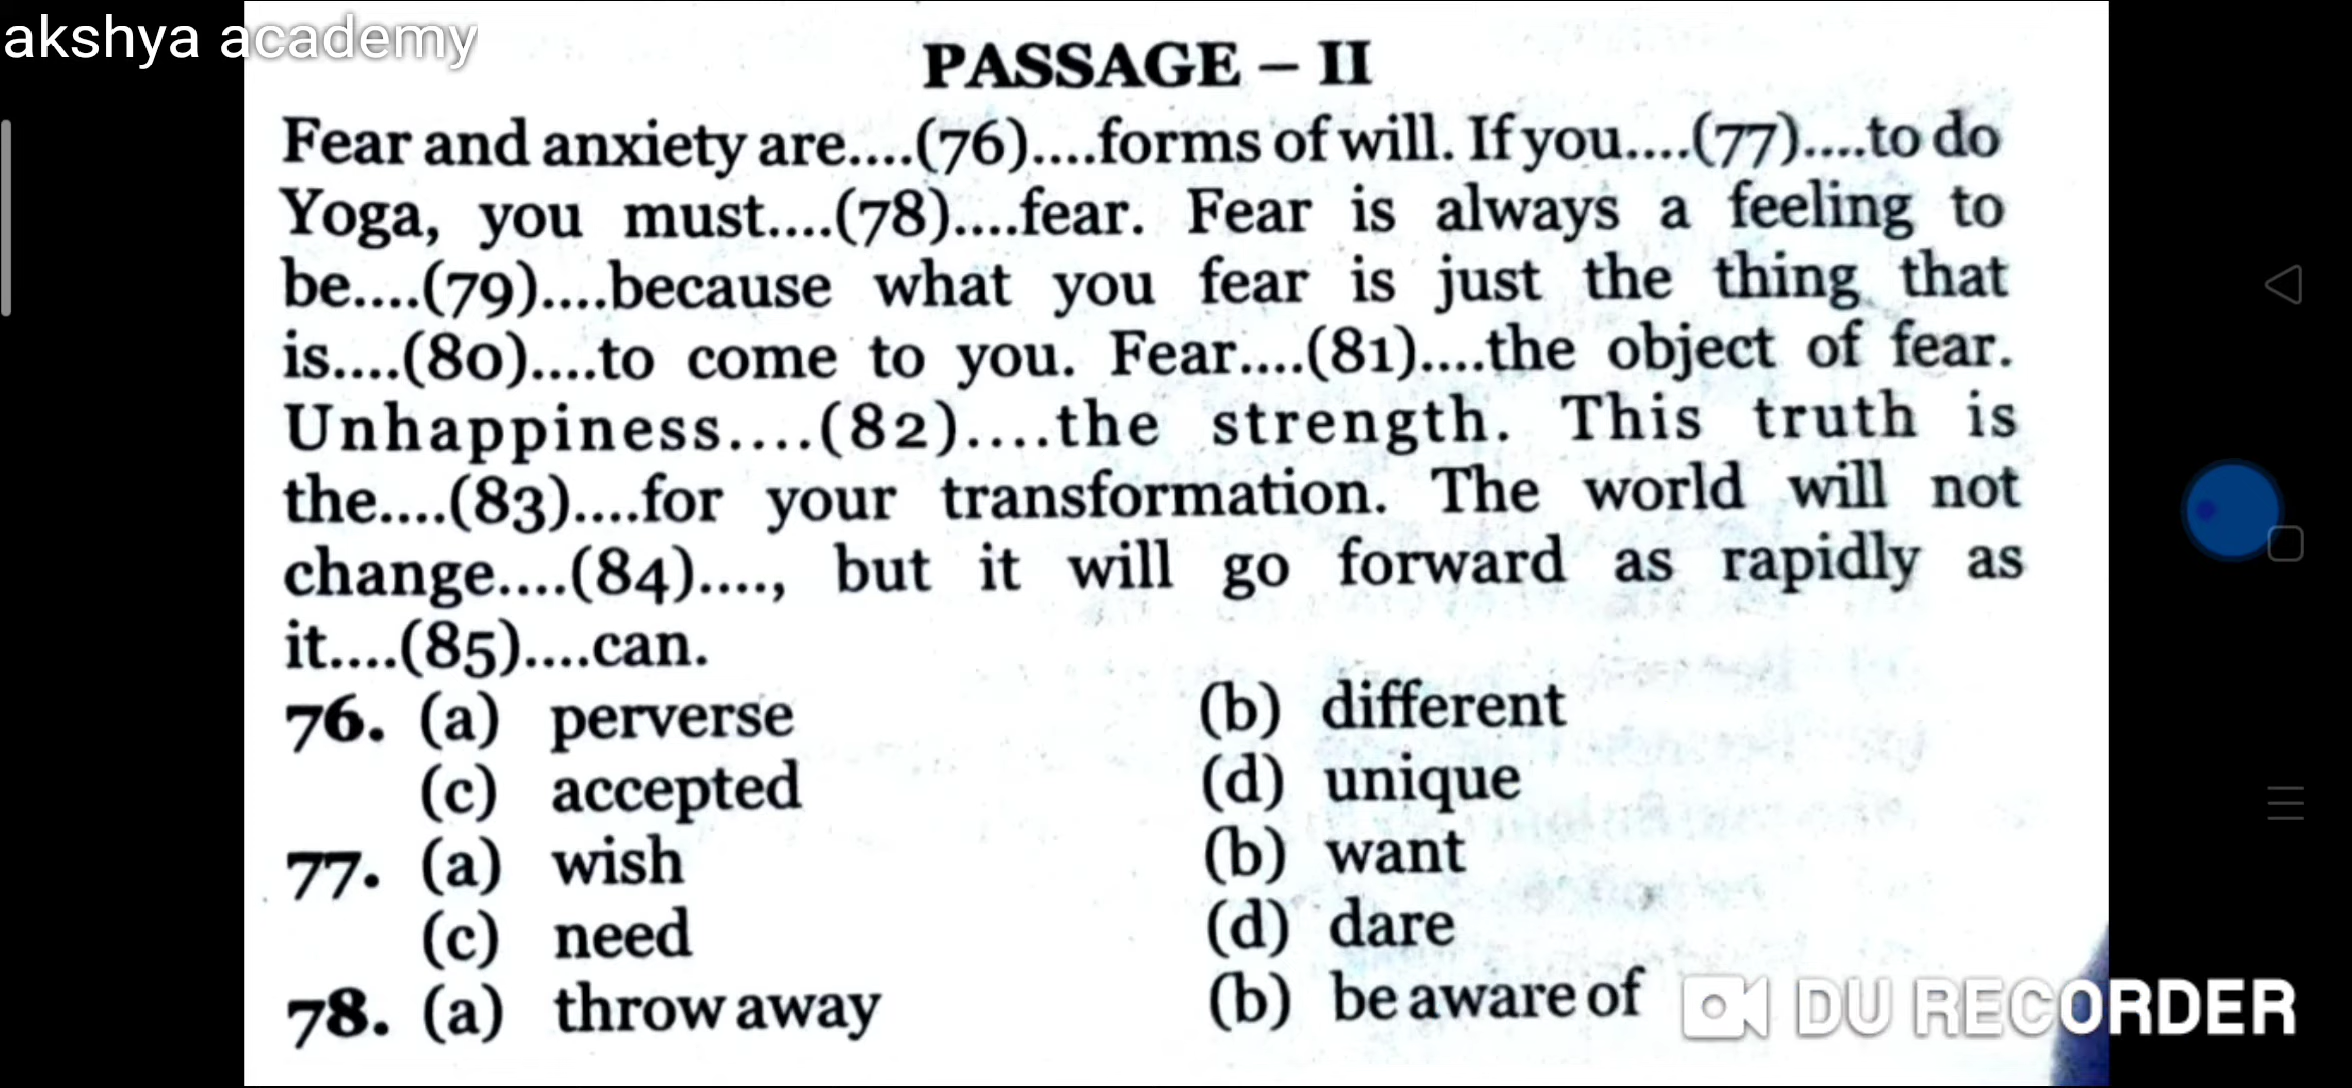 akshya academy
PASSAGE – II
Fear and anxiety are....(76)....forms of will. If you....(77)....to do
Yoga, you must....(78)....fear. Fear is always a feeling to
be....(79)....because what you fear is just the thing that
is....(80)....to come to you. Fear....(81)....the object of fear.
Unhappiness....(82)....the strength. This truth is
the....(83)....for your transformation. The world will not
change....(84)...., but it will go forward as rapidly as
it....(85)....can.
76. (a) perverse (b) different
(c) accepted (d) unique
77. (a) wish (b) want
(c) need (d) dare
78. (a) throw away (b) be aware of
DU RECORDER